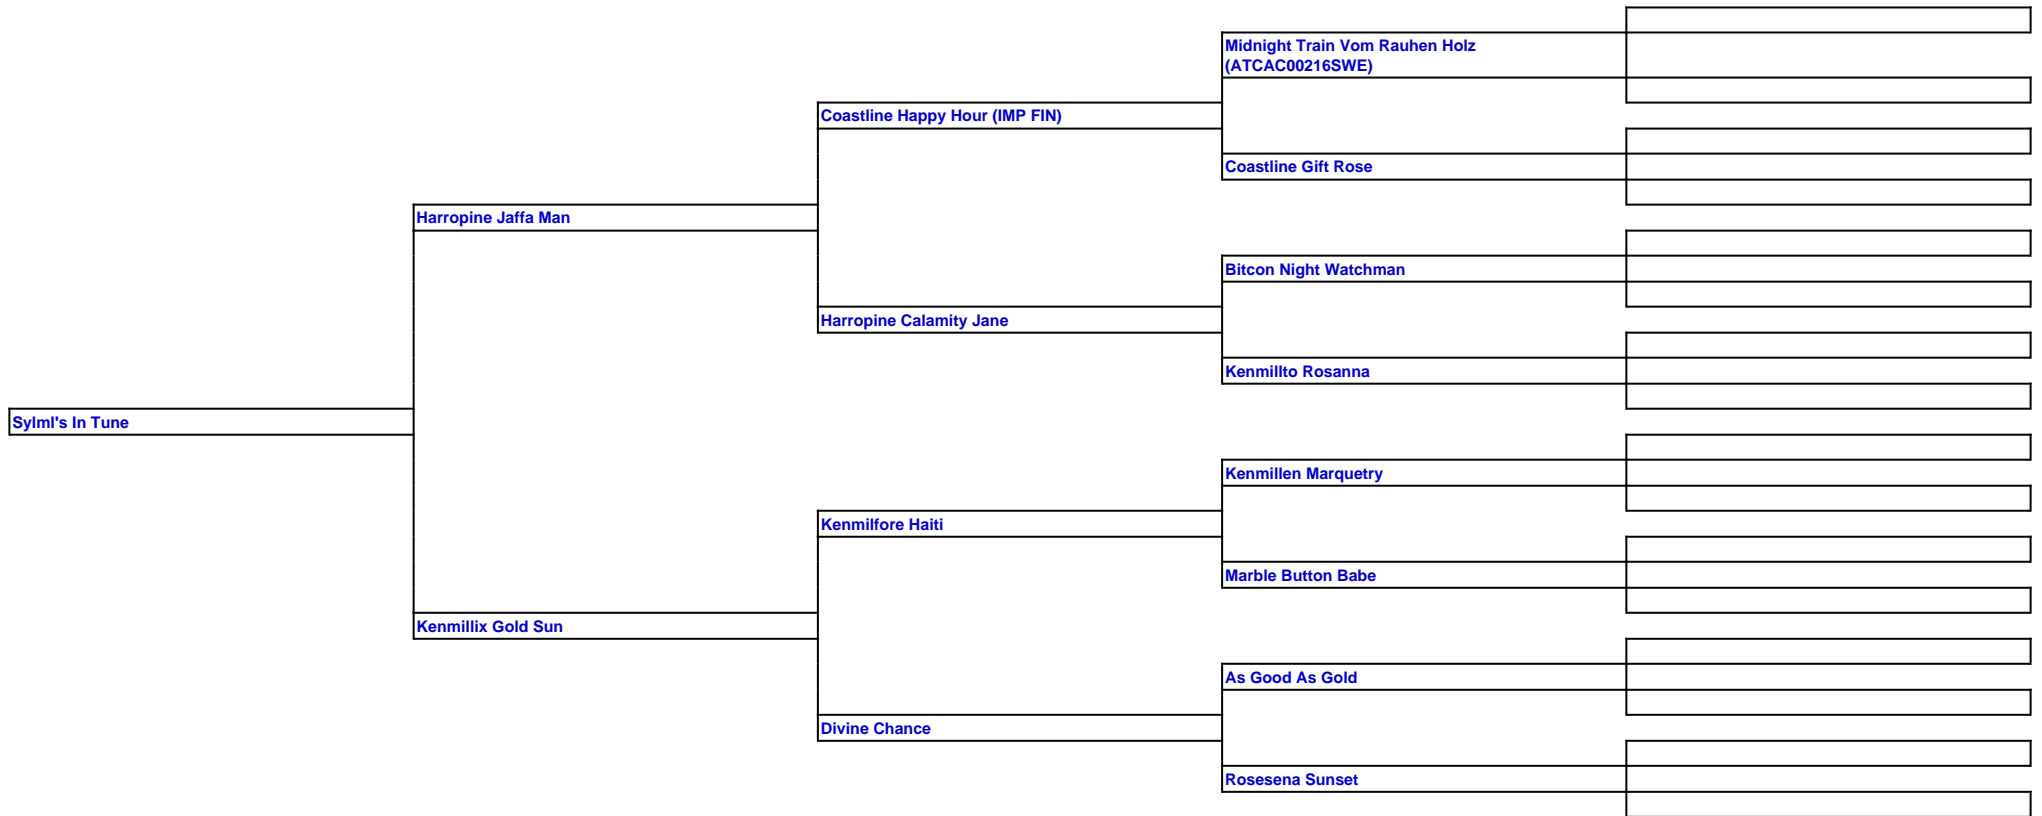 Midnight Train Vom Rauhen Holz
(ATCAC00216SWE)
Coastline Happy Hour (IMP FIN)
Coastline Gift Rose
Harropine Jaffa Man
Bitcon Night Watchman
Harropine Calamity Jane
Kenmillto Rosanna
Sylml's In Tune
Kenmillen Marquetry
Kenmilfore Haiti
Marble Button Babe
Kenmillix Gold Sun
As Good As Gold
Divine Chance
Rosesena Sunset